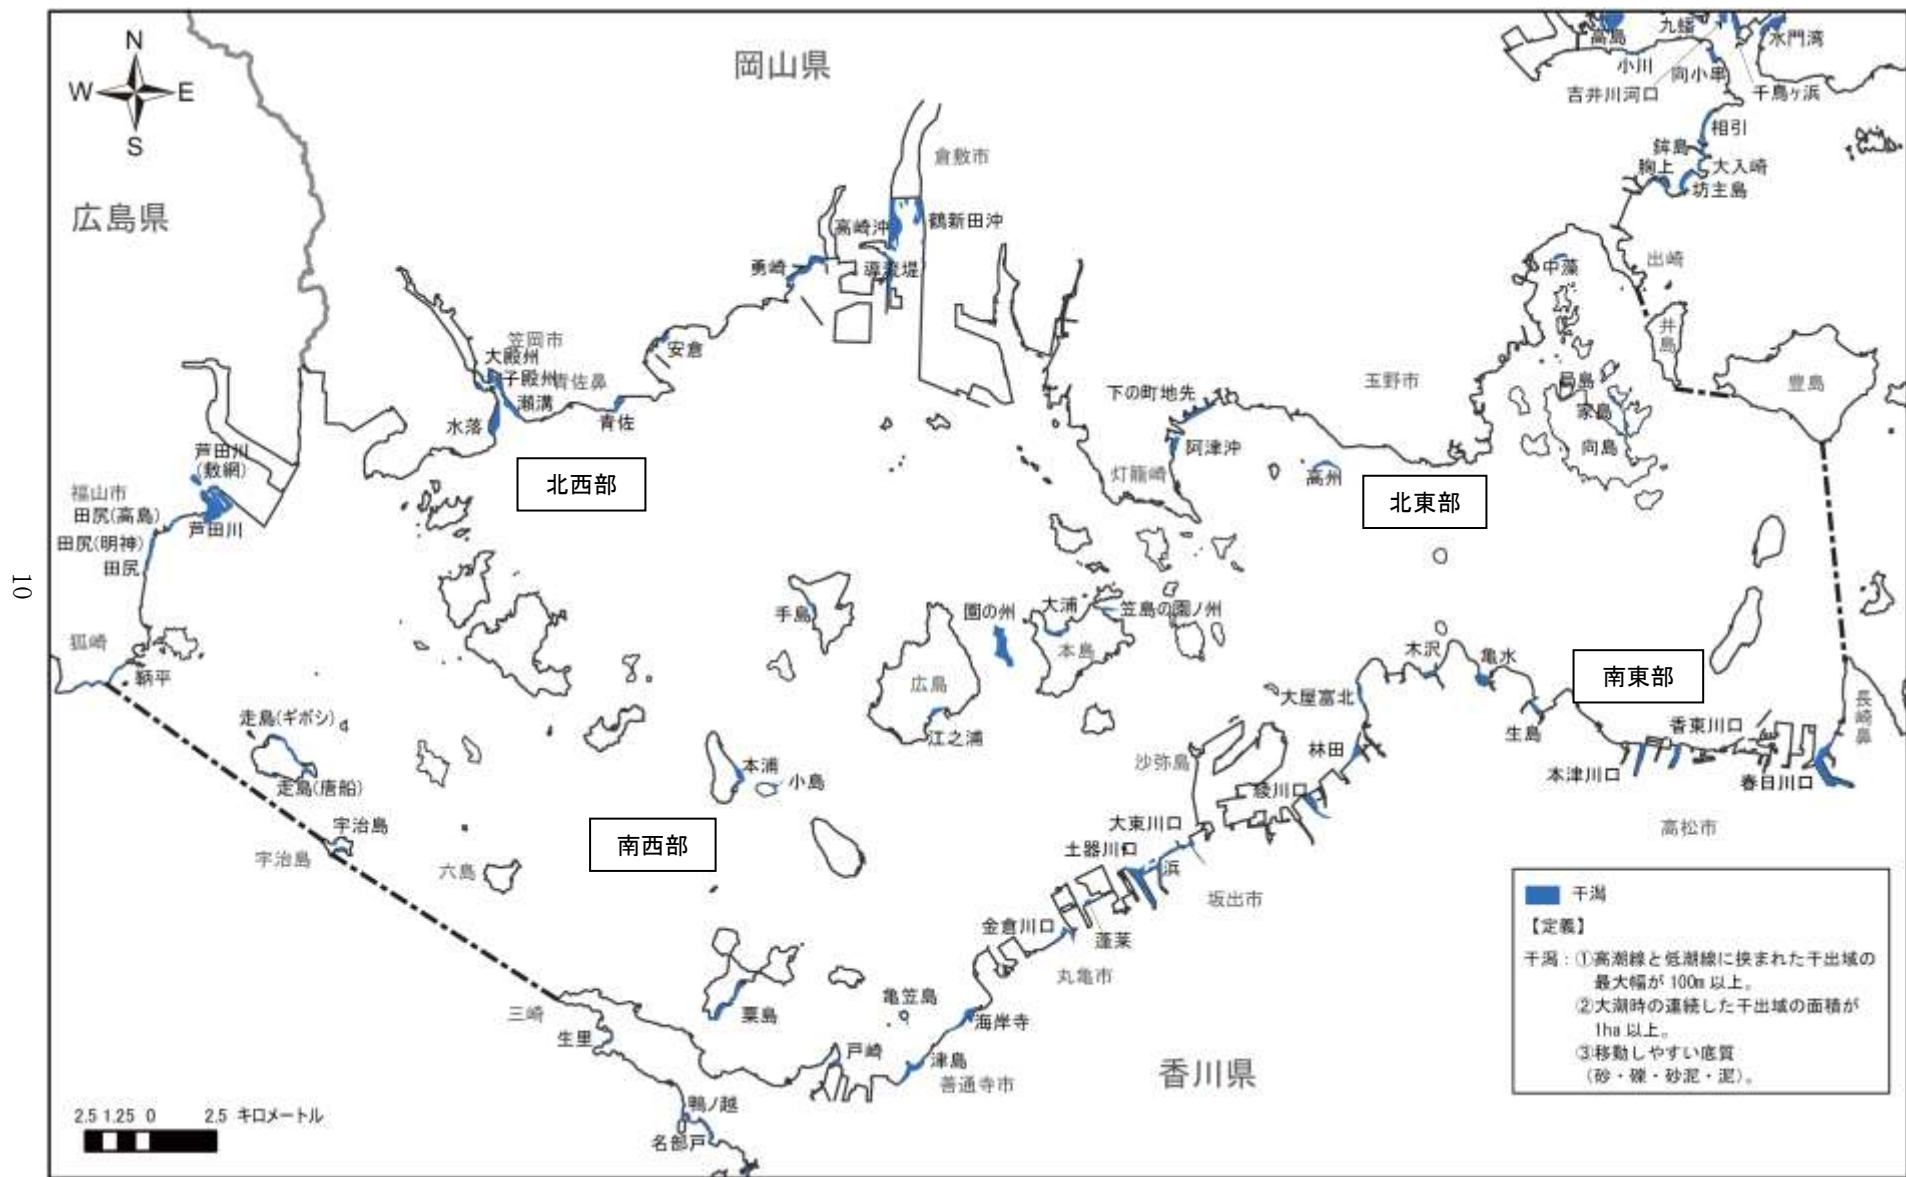 N
W E
S
岡山県
広島県
倉敷市
高崎沖
鶴新田沖
勇崎
導流堤
笠岡市
大殿州
子殿州
青佐鼻
瀬溝
水落
青佐
安倉
高島
九蟠
水門湾
小川
向小串
吉井川河口
千鳥ヶ浜
相引
鉾島
胸上
大入崎
坊主島
中藻
出崎
井島
豊島
局島
家島
向島
玉野市
下の町地先
阿津沖
灯籠崎
高州
芦田川
(敷網)
福山市
田尻(高島)
芦田川
田尻(明神)
田尻
狐崎
鞆平
北西部
北東部
手島
園の州
大浦
笠島の園ノ州
本島
広島
江之浦
木沢
亀水
南東部
大屋富北
生島
香東川口
長崎鼻
林田
本津川口
春日川口
沙弥島
綾川口
高松市
走島(ギボシ)
走島(唐船)
宇治島
宇治島
六島
本浦
小島
南西部
大東川口
土器川口
浜
坂出市
金倉川口
蓬莱
丸亀市
三崎
生里
粟島
亀笠島
海岸寺
戸崎
津島
善通寺市
香川県
鴨ノ越
名部戸
2.5 1.25 0 2.5 キロメートル
干潟
【定義】
干潟：①高潮線と低潮線に挟まれた干出域の
最大幅が 100m 以上。
②大潮時の連続した干出域の面積が
1ha 以上。
③移動しやすい底質
（砂・礫・砂泥・泥）。
10